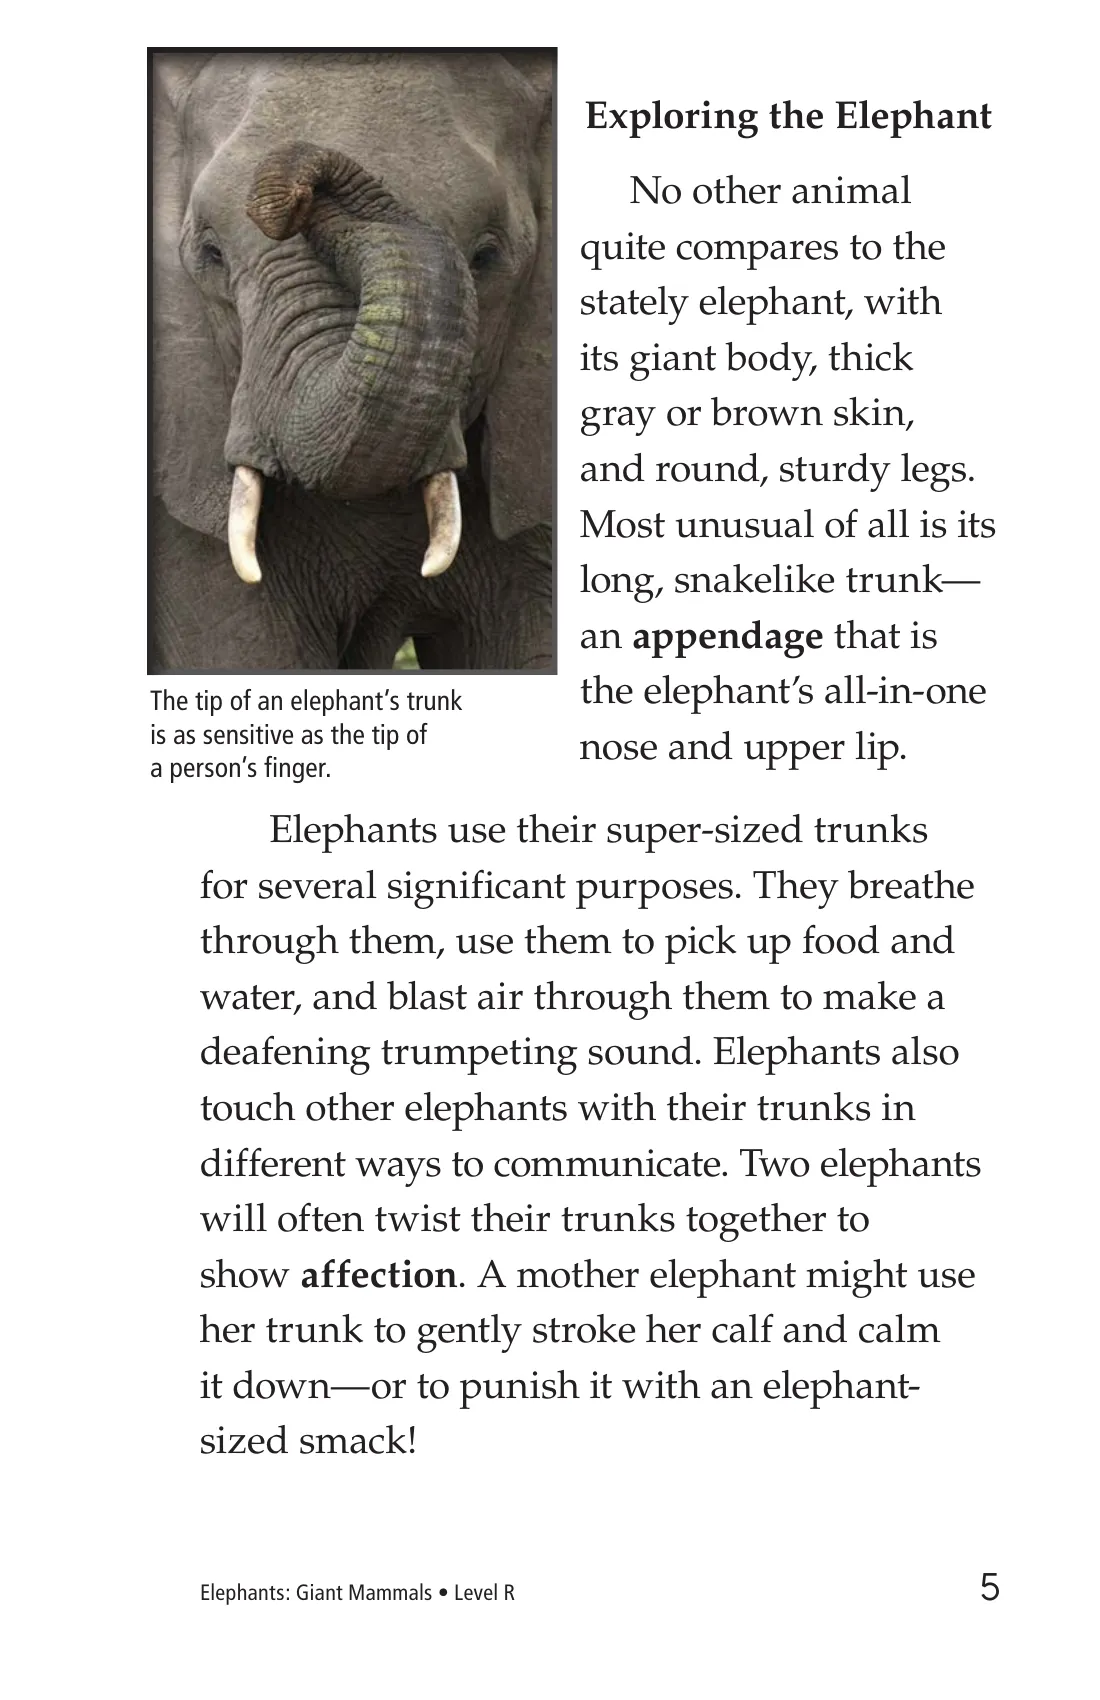 Exploring the Elephant
No other animal
quite compares to the
stately elephant, with
its giant body, thick
gray or brown skin,
and round, sturdy legs.
Most unusual of all is its
long, snakelike trunk—
an appendage that is
the elephant’s all-in-one
nose and upper lip.
The tip of an elephant’s trunk
is as sensitive as the tip of
a person’s finger.
Elephants use their super-sized trunks
for several significant purposes. They breathe
through them, use them to pick up food and
water, and blast air through them to make a
deafening trumpeting sound. Elephants also
touch other elephants with their trunks in
different ways to communicate. Two elephants
will often twist their trunks together to
show affection. A mother elephant might use
her trunk to gently stroke her calf and calm
it down—or to punish it with an elephant-
sized smack!
Elephants: Giant Mammals • Level R
5